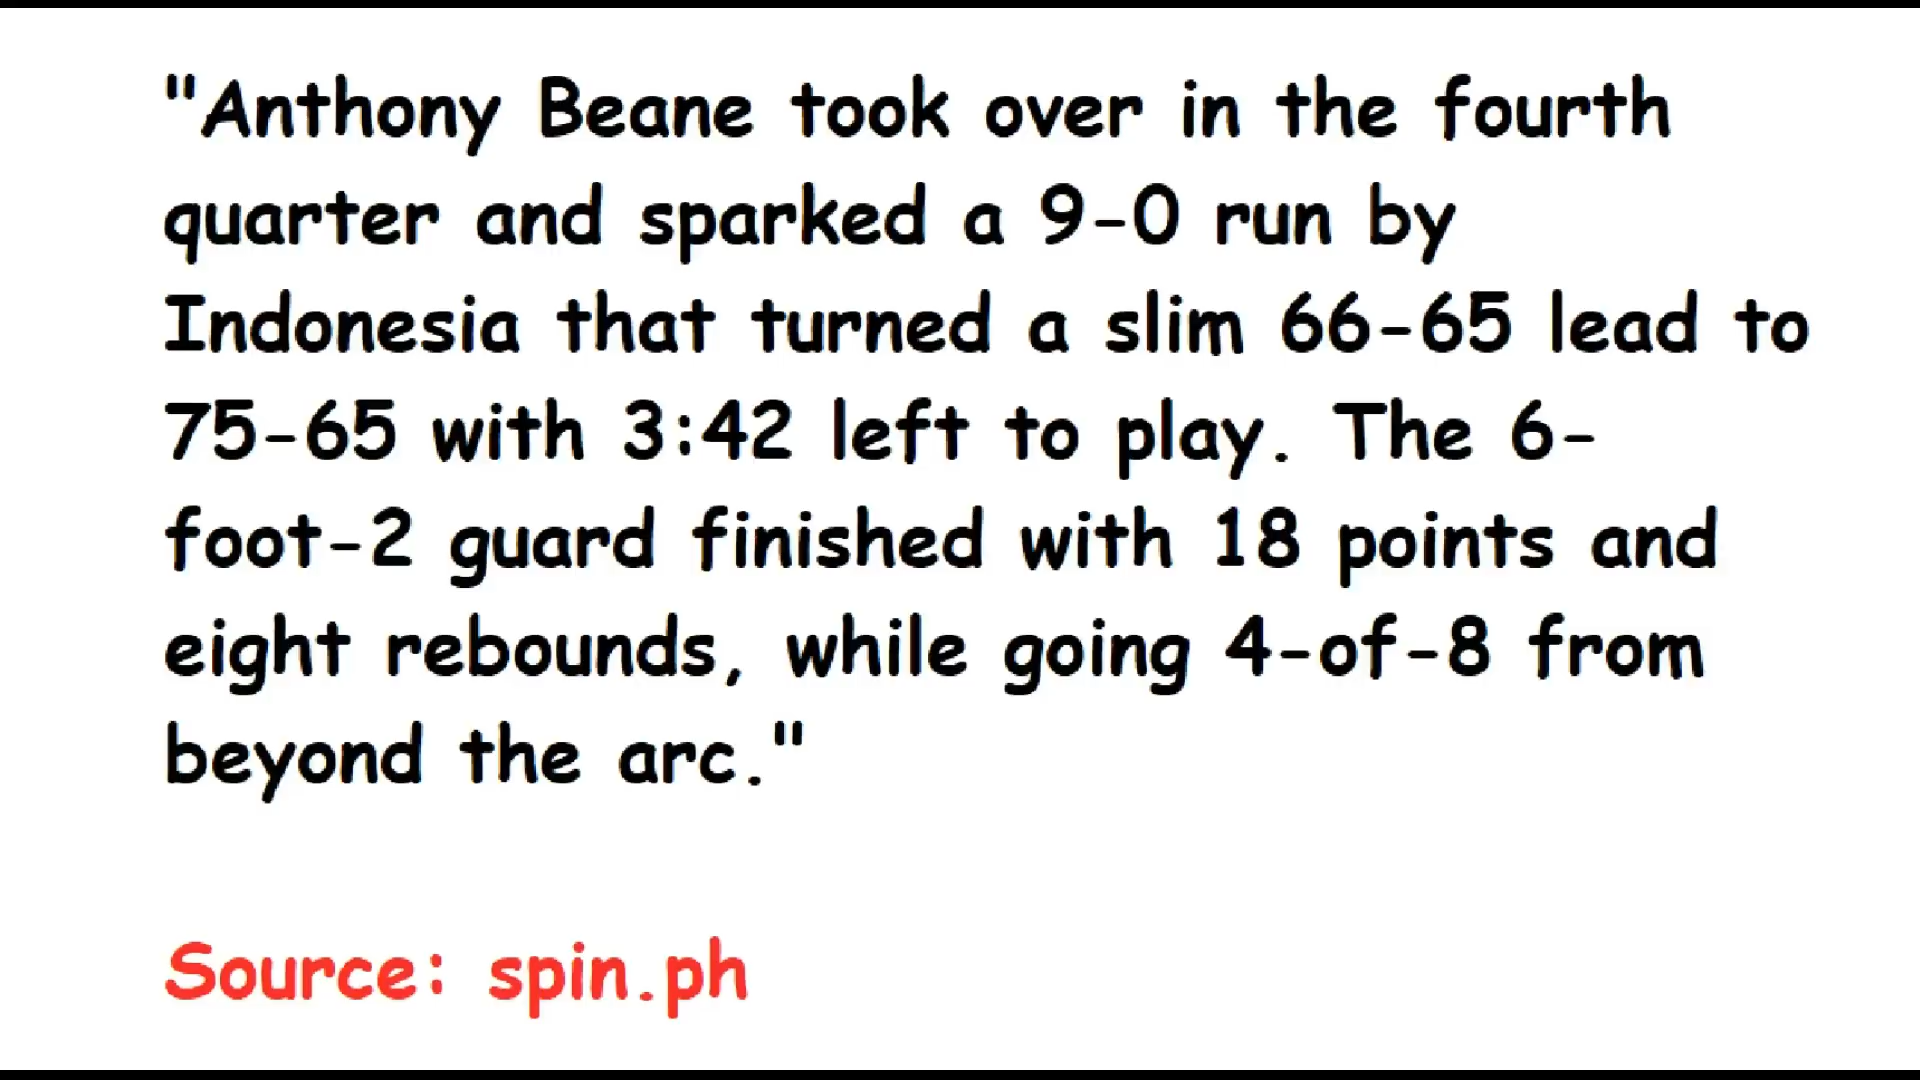 "Anthony Beane took over in the fourth
quarter and sparked a 9-0 run by
Indonesia that turned a slim 66-65 lead to
75-65 with 3:42 left to play. The 6-
foot-2 guard finished with 18 points and
eight rebounds, while going 4-of-8 from
beyond the arc."
Source: spin.ph